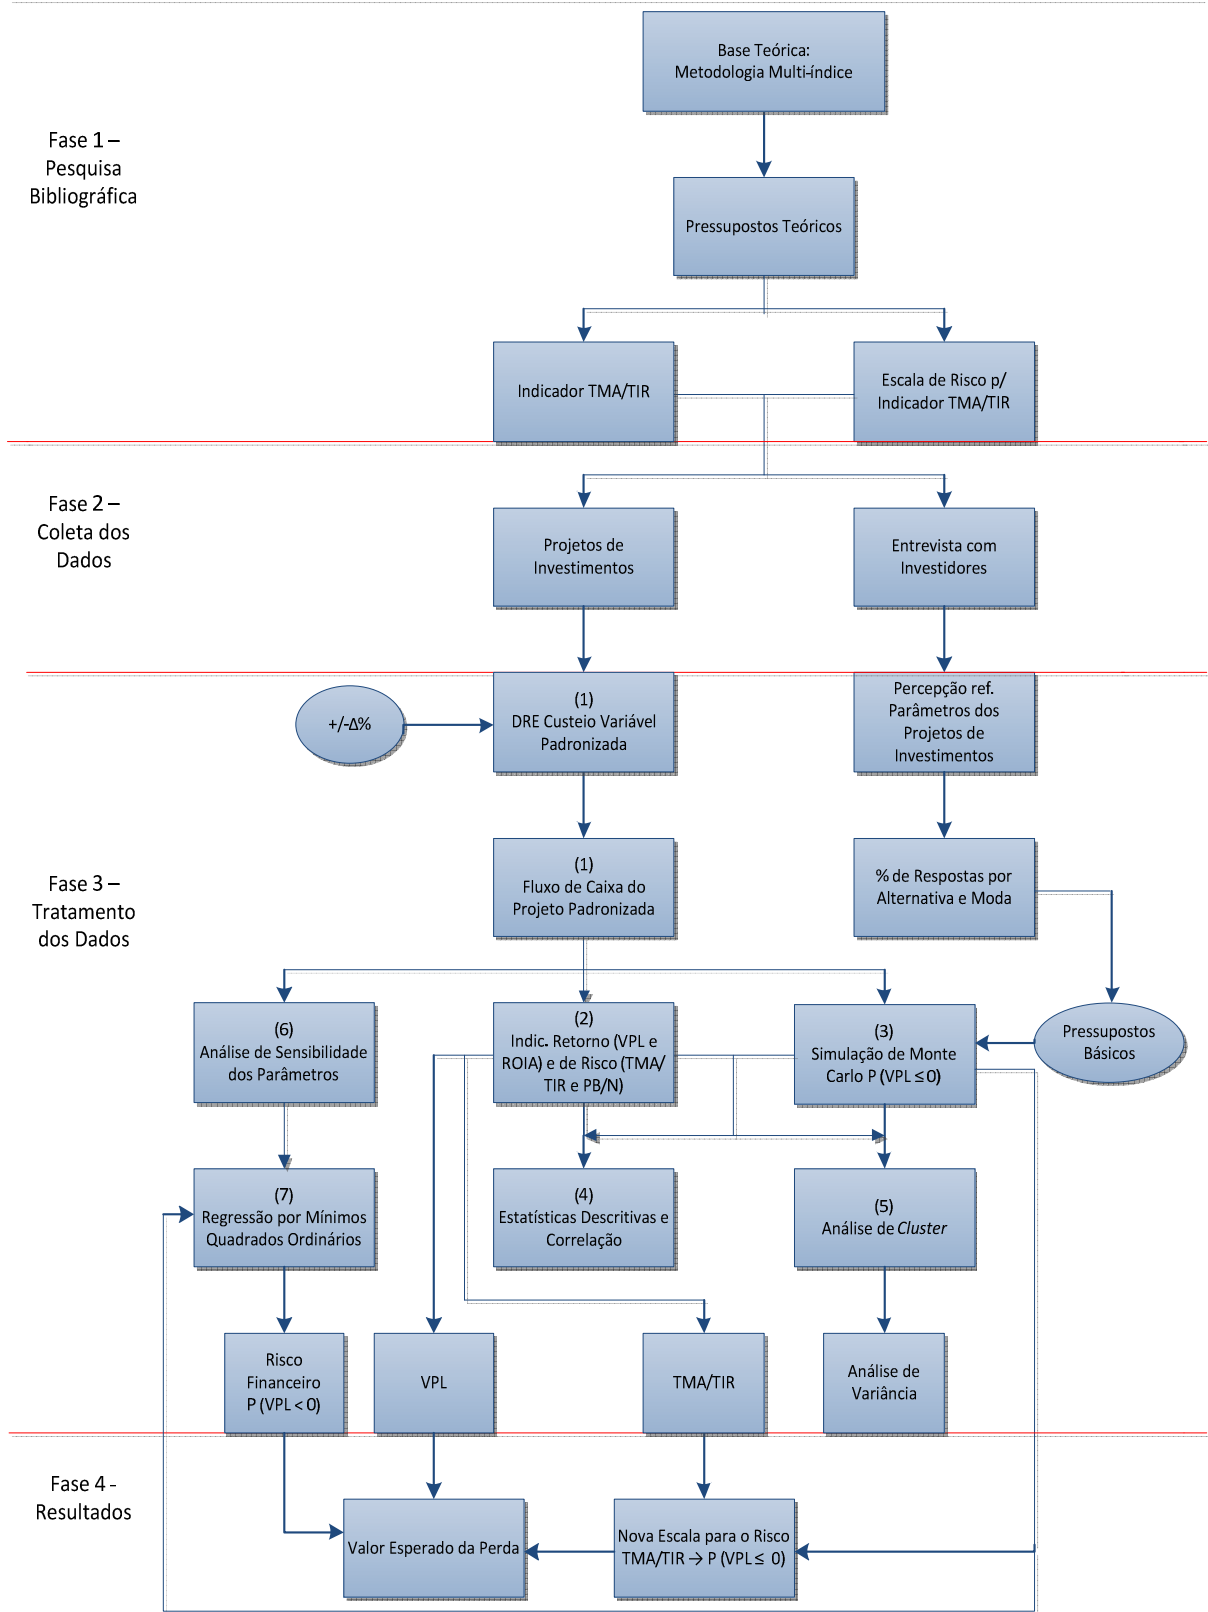 Base Teórica:
Metodologia Multi-índice
Fase 1 –
Pesquisa
Bibliográfica
Pressupostos Teóricos
Indicador TMA/TIR
Escala de Risco p/
Indicador TMA/TIR
Fase 2 –
Coleta dos
Dados
Projetos de
Investimentos
Entrevista com
Investidores
+/-Δ%
(1)
DRE Custeio Variável
Padronizada
Percepção ref.
Parâmetros dos
Projetos de
Investimentos
Fase 3 –
Tratamento
dos Dados
(1)
Fluxo de Caixa do
Projeto Padronizada
% de Respostas por
Alternativa e Moda
(6)
Análise de Sensibilidade
dos Parâmetros
(2)
Indic. Retorno (VPL e
ROIA) e de Risco (TMA/
TIR e PB/N)
(3)
Simulação de Monte
Carlo P (VPL ≤ 0)
Pressupostos
Básicos
(7)
Regressão por Mínimos
Quadrados Ordinários
(4)
Estatísticas Descritivas e
Correlação
(5)
Análise de Cluster
Risco
Financeiro
P (VPL < 0)
VPL
TMA/TIR
Análise de
Variância
Fase 4 -
Resultados
Valor Esperado da Perda
Nova Escala para o Risco
TMA/TIR → P (VPL ≤ 0)